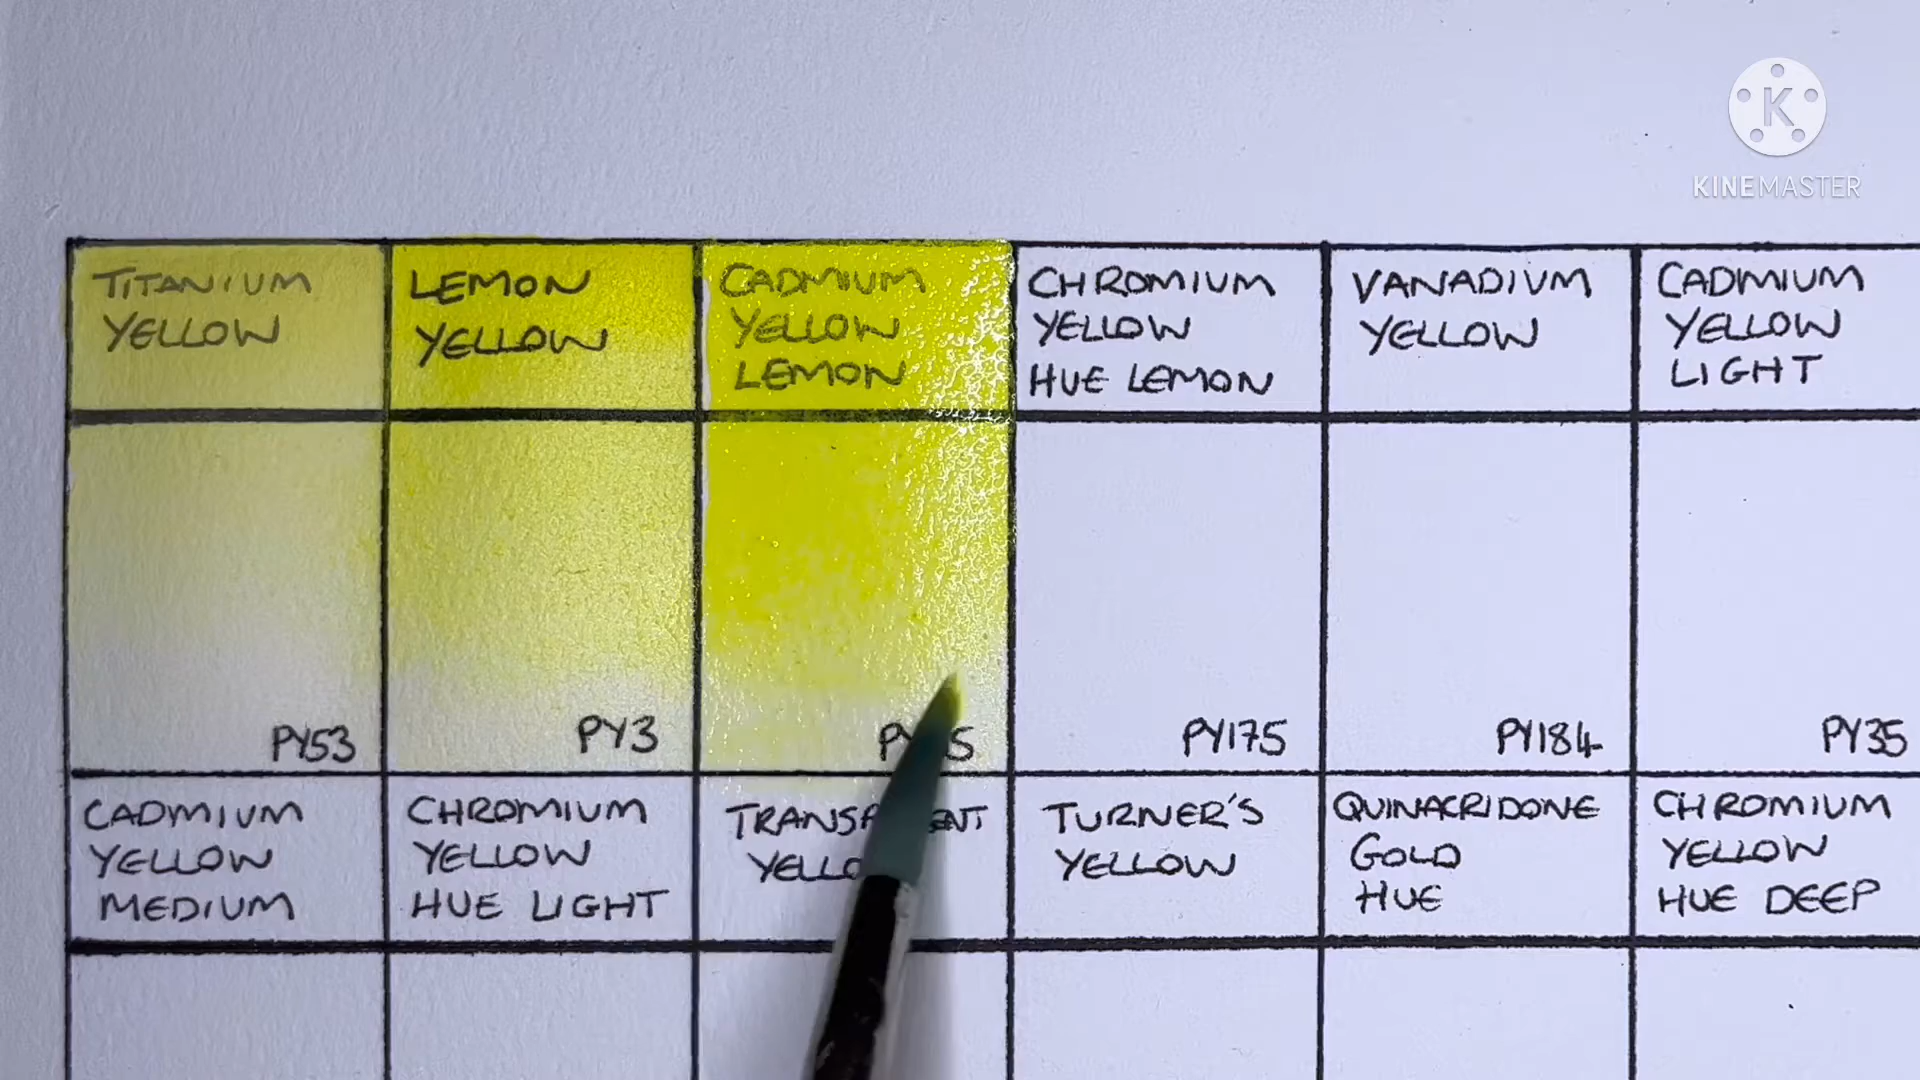 KINEMASTER
TITANIUM
YELLOW
LEMON
YELLOW
CADMIUM
YELLOW
LEMON
CHROMIUM
YELLOW
HUE LEMON
VANADIUM
YELLOW
CADMIUM
YELLOW
LIGHT
PY53
PY3
PY175
PY184
PY35
CADMIUM
YELLOW
MEDIUM
CHROMIUM
YELLOW
HUE LIGHT
TURNER'S
YELLOW
QUINACRIDONE
GOLD
HUE
CHROMIUM
YELLOW
HUE DEEP